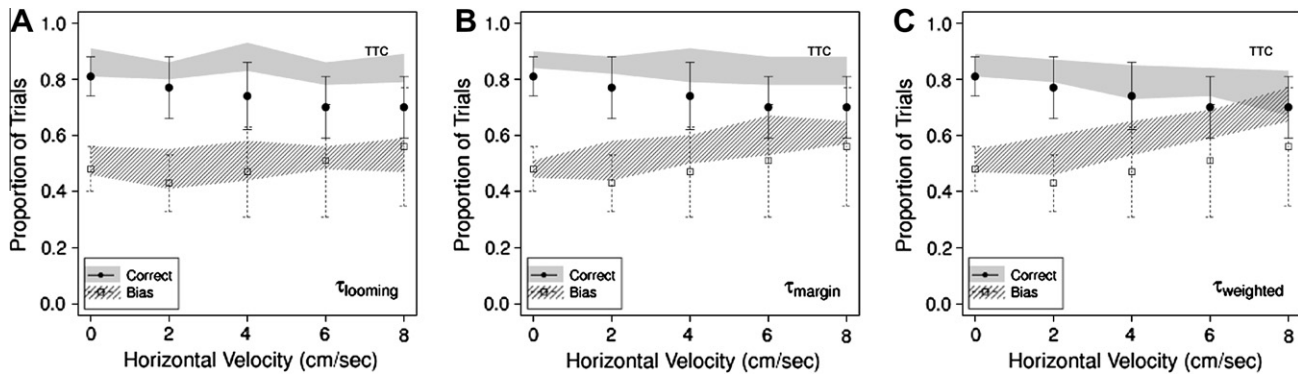 A
Proportion of Trials
1.0
0.8
0.6
0.4
0.2
0.0
TTC
Correct
Bias
τlooming
0 2 4 6 8
Horizontal Velocity (cm/sec)
B
Proportion of Trials
1.0
0.8
0.6
0.4
0.2
0.0
TTC
Correct
Bias
τmargin
0 2 4 6 8
Horizontal Velocity (cm/sec)
C
Proportion of Trials
1.0
0.8
0.6
0.4
0.2
0.0
TTC
Correct
Bias
τweighted
0 2 4 6 8
Horizontal Velocity (cm/sec)